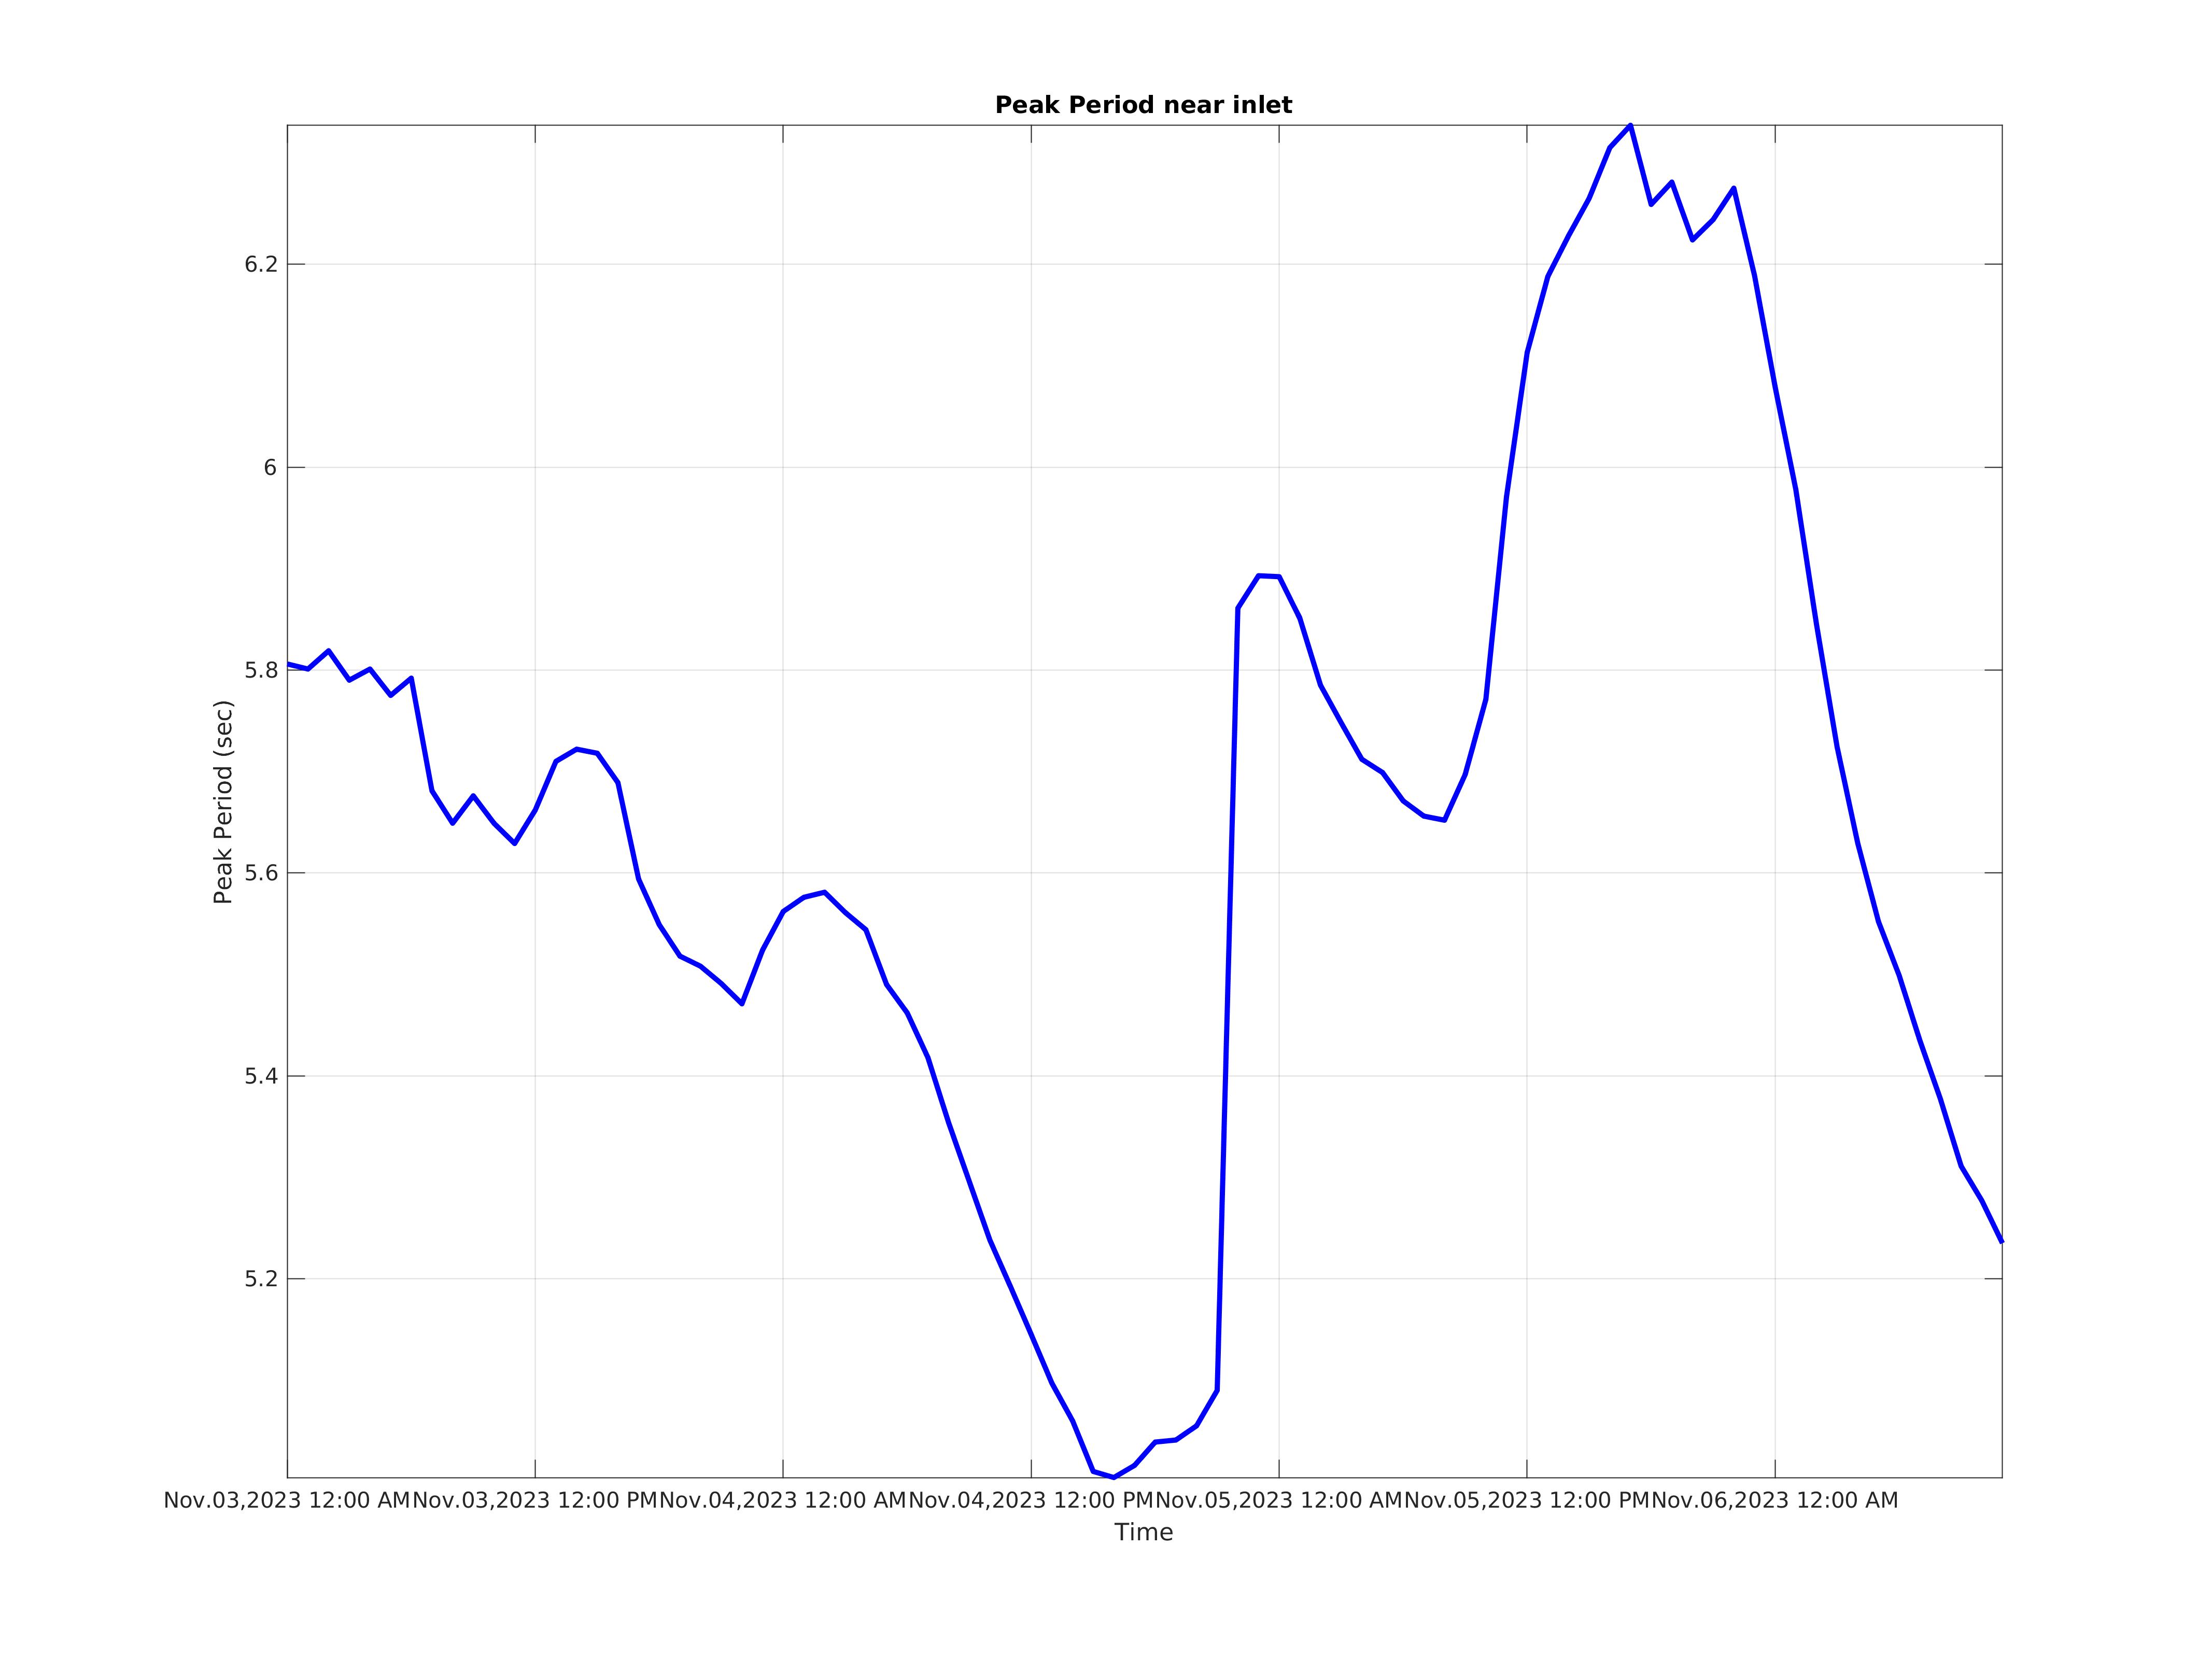 Peak Period near inlet
6.2
6
5.8
5.6
5.4
5.2
Peak Period (sec)
Nov.03,2023 12:00 AM Nov.03,2023 12:00 PM Nov.04,2023 12:00 AM Nov.04,2023 12:00 PM Nov.05,2023 12:00 AM Nov.05,2023 12:00 PM Nov.06,2023 12:00 AM
Time